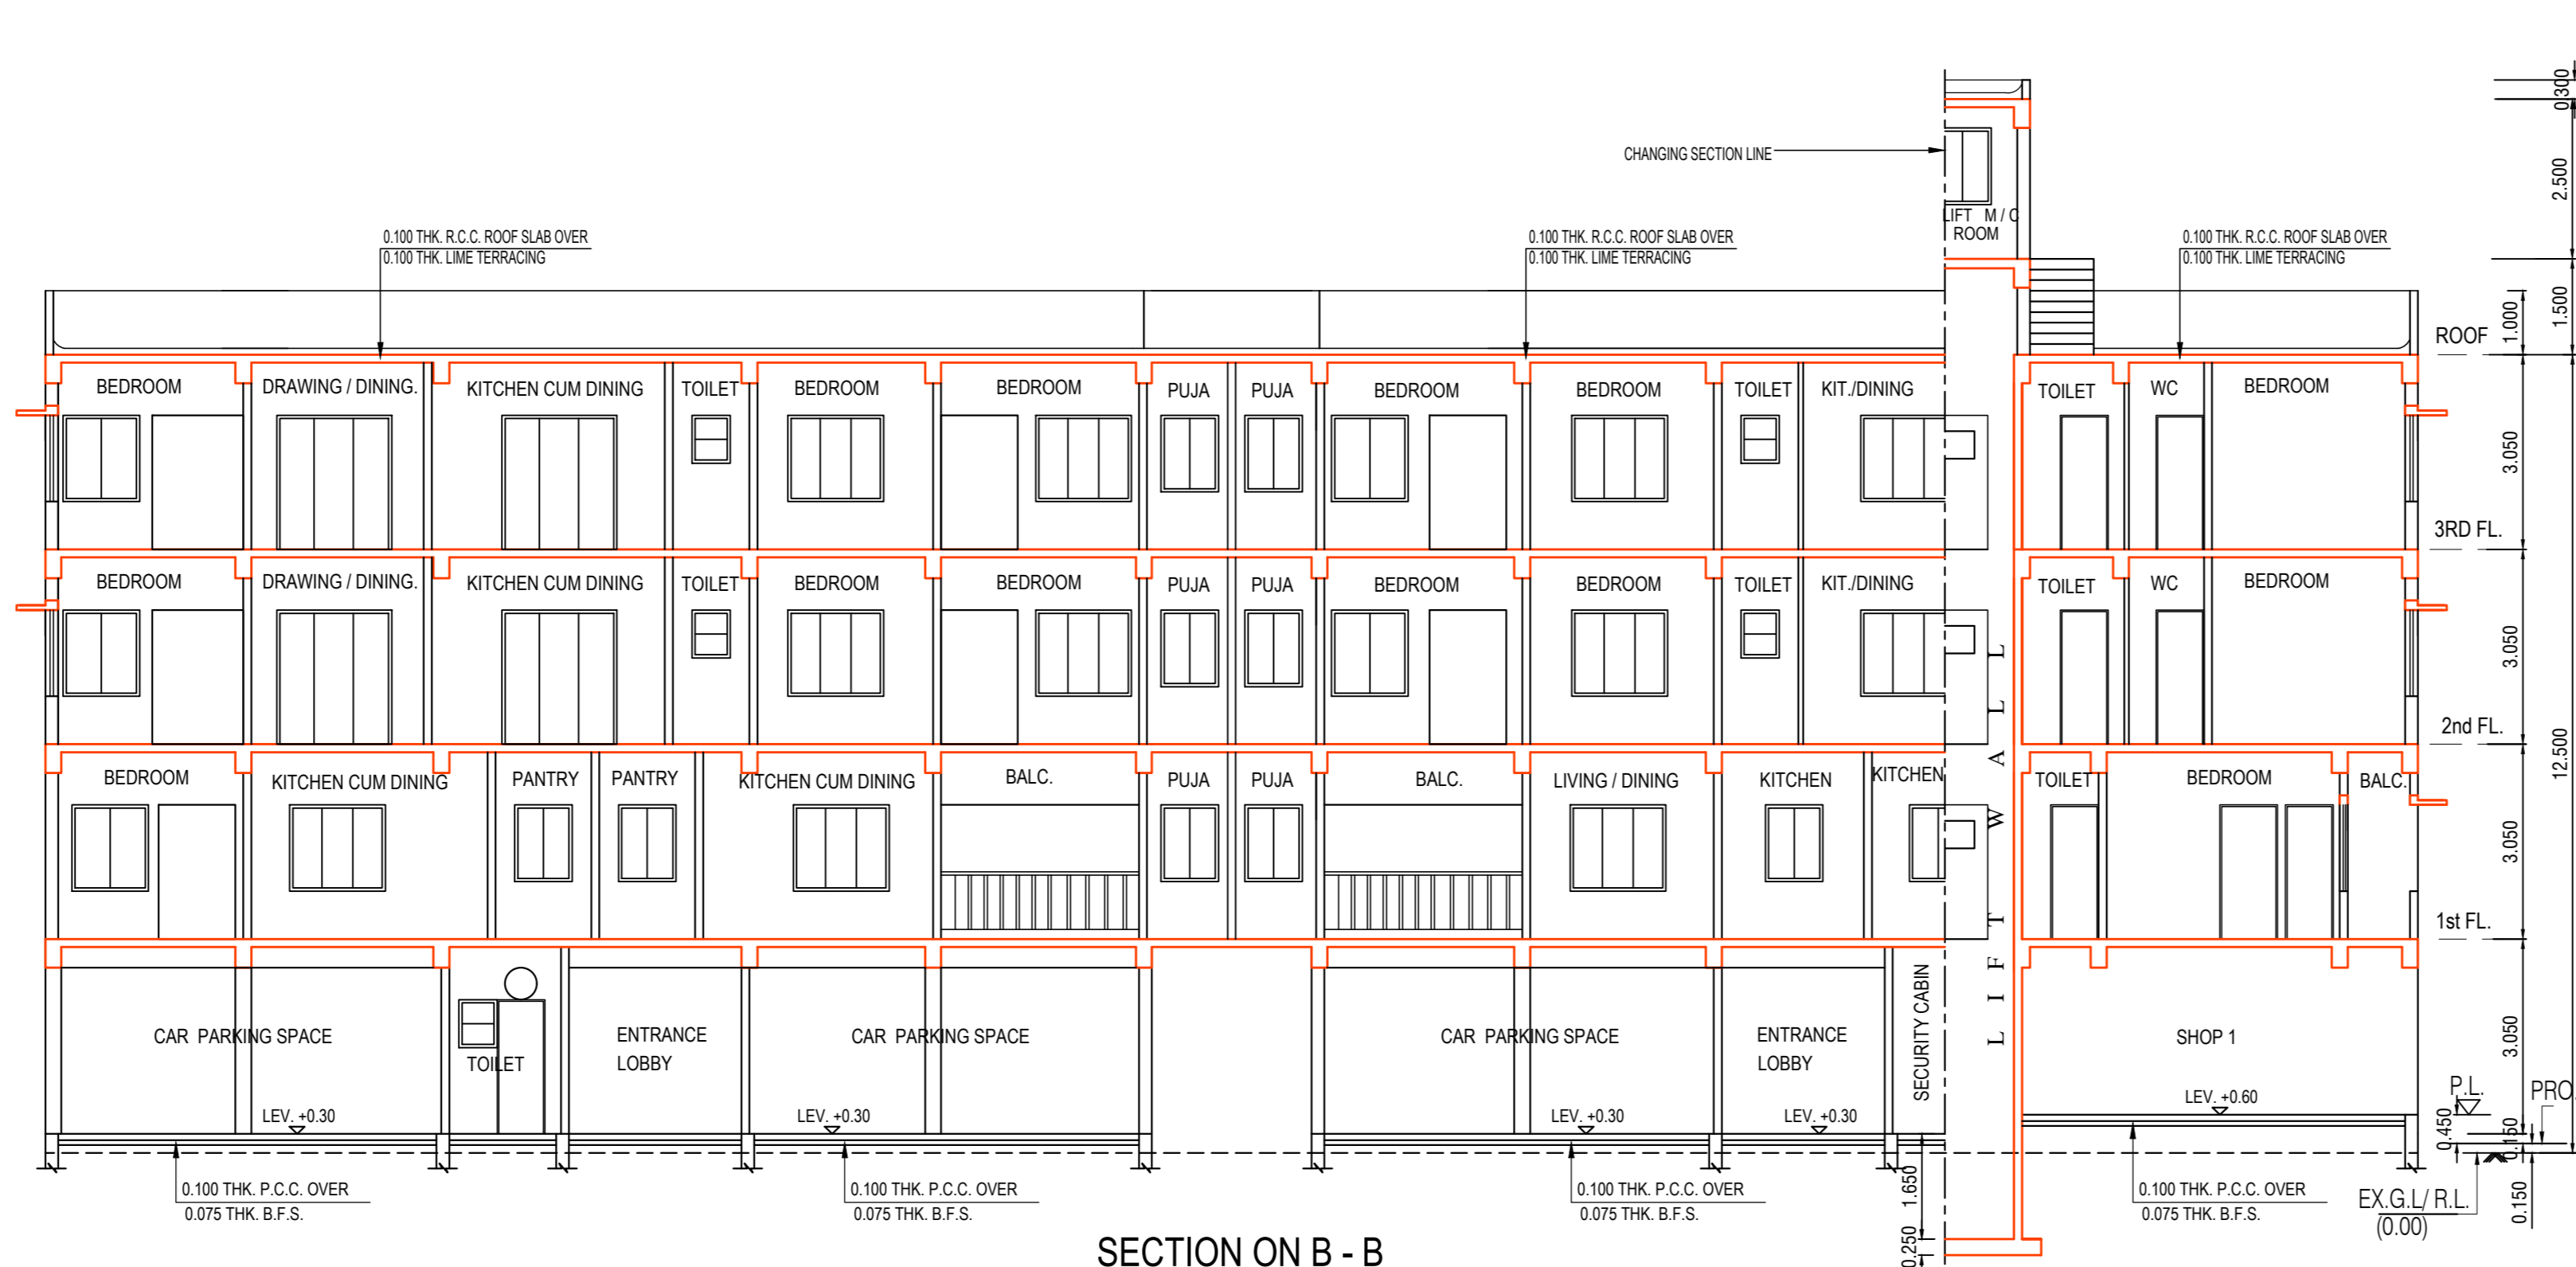 0.300
2.500
CHANGING SECTION LINE
LIFT M / C
ROOM
0.100 THK. R.C.C. ROOF SLAB OVER
0.100 THK. LIME TERRACING
0.100 THK. R.C.C. ROOF SLAB OVER
0.100 THK. LIME TERRACING
0.100 THK. R.C.C. ROOF SLAB OVER
0.100 THK. LIME TERRACING
1.500
1.000
ROOF
BEDROOM DRAWING / DINING. KITCHEN CUM DINING TOILET BEDROOM BEDROOM PUJA PUJA BEDROOM BEDROOM TOILET KIT./DINING TOILET WC BEDROOM
3.050
3RD FL.
BEDROOM DRAWING / DINING. KITCHEN CUM DINING TOILET BEDROOM BEDROOM PUJA PUJA BEDROOM BEDROOM TOILET KIT./DINING TOILET WC BEDROOM
3.050
2nd FL.
12.500
BEDROOM KITCHEN CUM DINING PANTRY PANTRY KITCHEN CUM DINING BALC. PUJA PUJA BALC. LIVING / DINING KITCHEN KITCHEN TOILET BEDROOM BALC.
3.050
1st FL.
LIFT WALL
SECURITY CABIN
CAR PARKING SPACE
TOILET
ENTRANCE
LOBBY
CAR PARKING SPACE
CAR PARKING SPACE
ENTRANCE
LOBBY
SHOP 1
3.050
LEV. +0.30
LEV. +0.30
LEV. +0.30
LEV. +0.30
LEV. +0.60
P.L.
PRO
0.450
0.150
0.100 THK. P.C.C. OVER
0.075 THK. B.F.S.
0.100 THK. P.C.C. OVER
0.075 THK. B.F.S.
0.100 THK. P.C.C. OVER
0.075 THK. B.F.S.
0.100 THK. P.C.C. OVER
0.075 THK. B.F.S.
1.650
0.250
EX.G.L/ R.L.
(0.00)
0.150
SECTION ON B - B